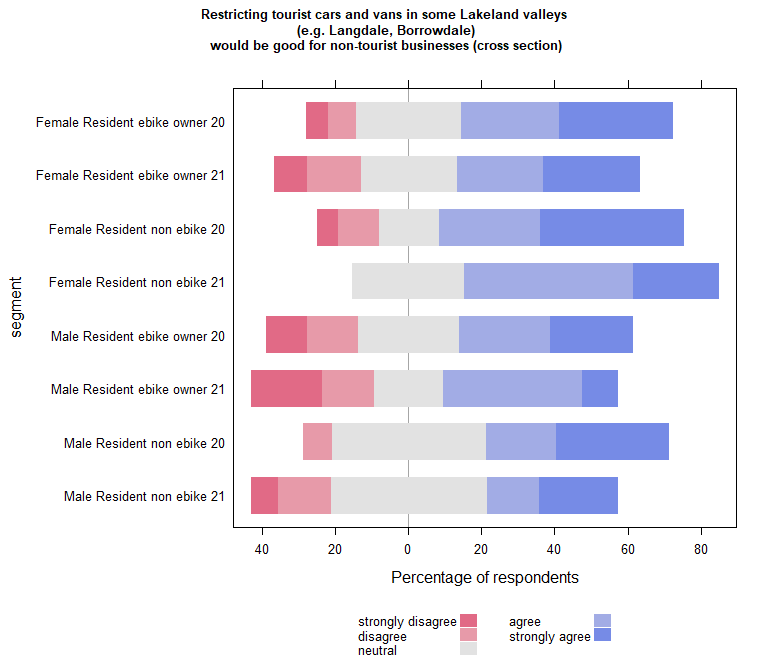 Restricting tourist cars and vans in some Lakeland valleys
(e.g. Langdale, Borrowdale)
would be good for non-tourist businesses (cross section)
Female Resident ebike owner 20
Female Resident ebike owner 21
Female Resident non ebike 20
Female Resident non ebike 21
Male Resident ebike owner 20
Male Resident ebike owner 21
Male Resident non ebike 20
Male Resident non ebike 21
segment
40 20 0 20 40 60 80
Percentage of respondents
strongly disagree
disagree
neutral
agree
strongly agree